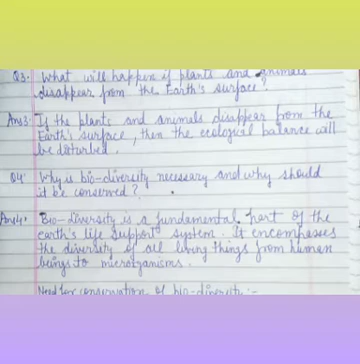 Q3. What will happen if plants and animals
disappear from the Earth's surface?
Ans3. If the plants and animals disappear from the
Earth's surface, then the ecological balance will
be disturbed.
Q4. Why is bio-diversity necessary and why should
it be conserved?
Ans4. Bio-diversity is a fundamental part of the
earth's life support system. It encompasses
the diversity of all living things from human
beings to microorganisms.
Need for conservation of bio-diversity :-